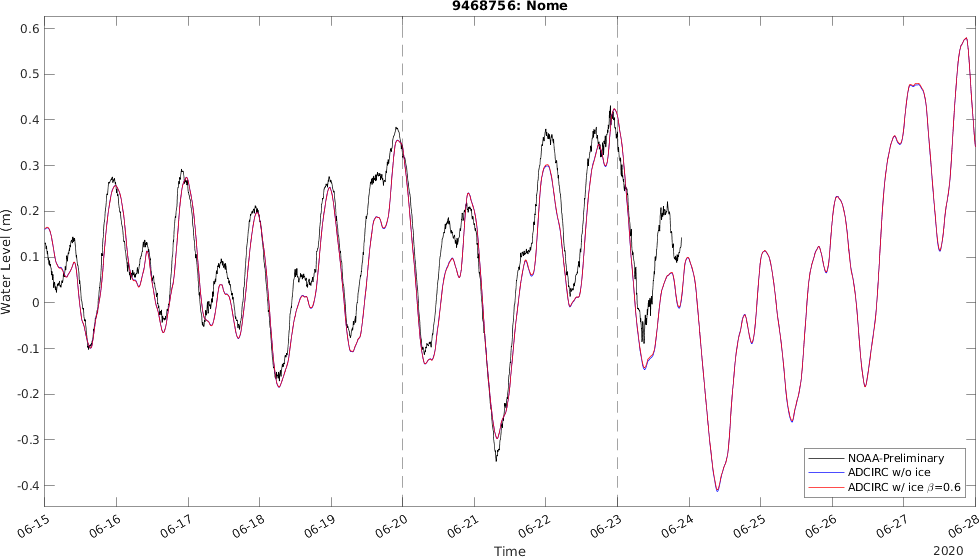 9468756: Nome
0.6
0.5
0.4
0.3
0.2
0.1
0
-0.1
-0.2
-0.3
-0.4
Water Level (m)
NOAA-Preliminary
ADCIRC w/o ice
ADCIRC w/ ice β=0.6
06-15 06-16 06-17 06-18 06-19 06-20 06-21 06-22 06-23 06-24 06-25 06-26 06-27 06-28
Time
2020